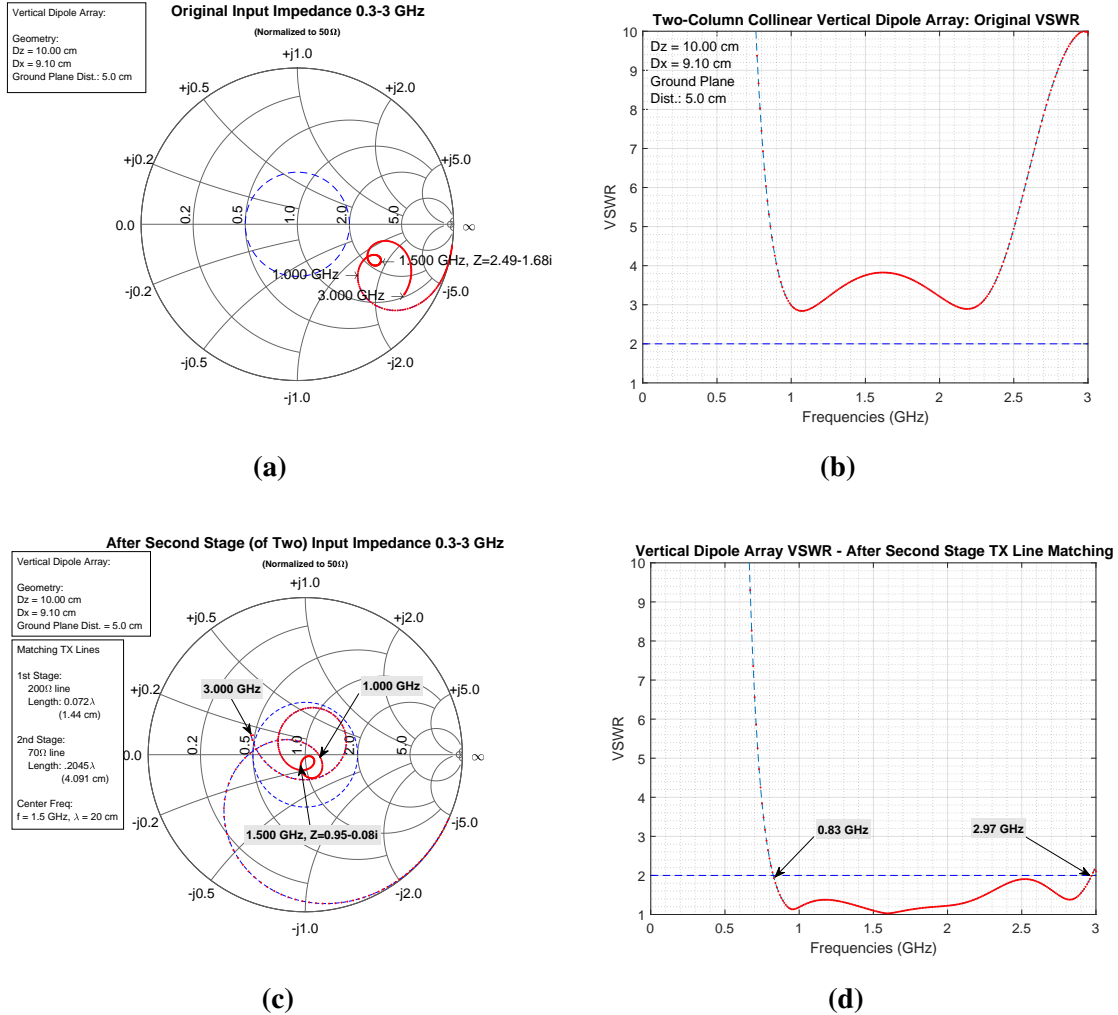 Vertical Dipole Array:
Geometry:
Dz = 10.00 cm
Dx = 9.10 cm
Ground Plane Dist.: 5.0 cm
Original Input Impedance 0.3-3 GHz
(Normalized to 50Ω)
+j1.0
+j0.5
+j2.0
+j0.2
+j5.0
0.0
0.2
0.5
1.0
2.0
5.0
∞
← 1.500 GHz, Z=2.49-1.68i
1.000 GHz →
3.000 GHz →
-j0.2
-j5.0
-j0.5
-j2.0
-j1.0
(a)
Two-Column Collinear Vertical Dipole Array: Original VSWR
Dz = 10.00 cm
Dx = 9.10 cm
Ground Plane
Dist.: 5.0 cm
VSWR
10
9
8
7
6
5
4
3
2
1
0 0.5 1 1.5 2 2.5 3
Frequencies (GHz)
(b)
After Second Stage (of Two) Input Impedance 0.3-3 GHz
(Normalized to 50Ω)
Vertical Dipole Array:
Geometry:
Dz = 10.00 cm
Dx = 9.10 cm
Ground Plane Dist. = 5.0 cm
Matching TX Lines
1st Stage:
200Ω line
Length: 0.072λ
(1.44 cm)
2nd Stage:
70Ω line
Length: .2045λ
(4.091 cm)
Center Freq:
f = 1.5 GHz, λ = 20 cm
+j1.0
+j0.5
+j2.0
+j0.2
+j5.0
3.000 GHz
1.000 GHz
0.0
0.2
0.5
1.0
2.0
5.0
∞
1.500 GHz, Z=0.95-0.08i
-j0.2
-j5.0
-j0.5
-j2.0
-j1.0
(c)
Vertical Dipole Array VSWR - After Second Stage TX Line Matching
VSWR
10
9
8
7
6
5
4
3
2
1
0.83 GHz
2.97 GHz
0 0.5 1 1.5 2 2.5 3
Frequencies (GHz)
(d)